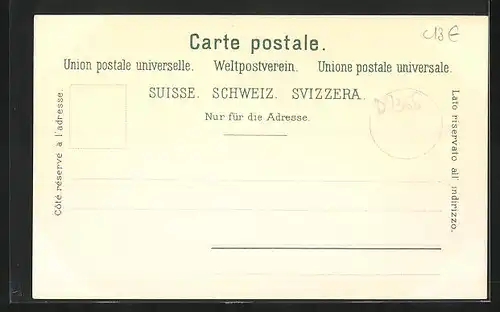 Carte postale.
Union postale universelle. Weltpostverein. Unione postale universale.
SUISSE. SCHWEIZ. SVIZZERA.
Nur für die Adresse.
Côté réservé à l'adresse.
Lato riservato all' indirizzo.